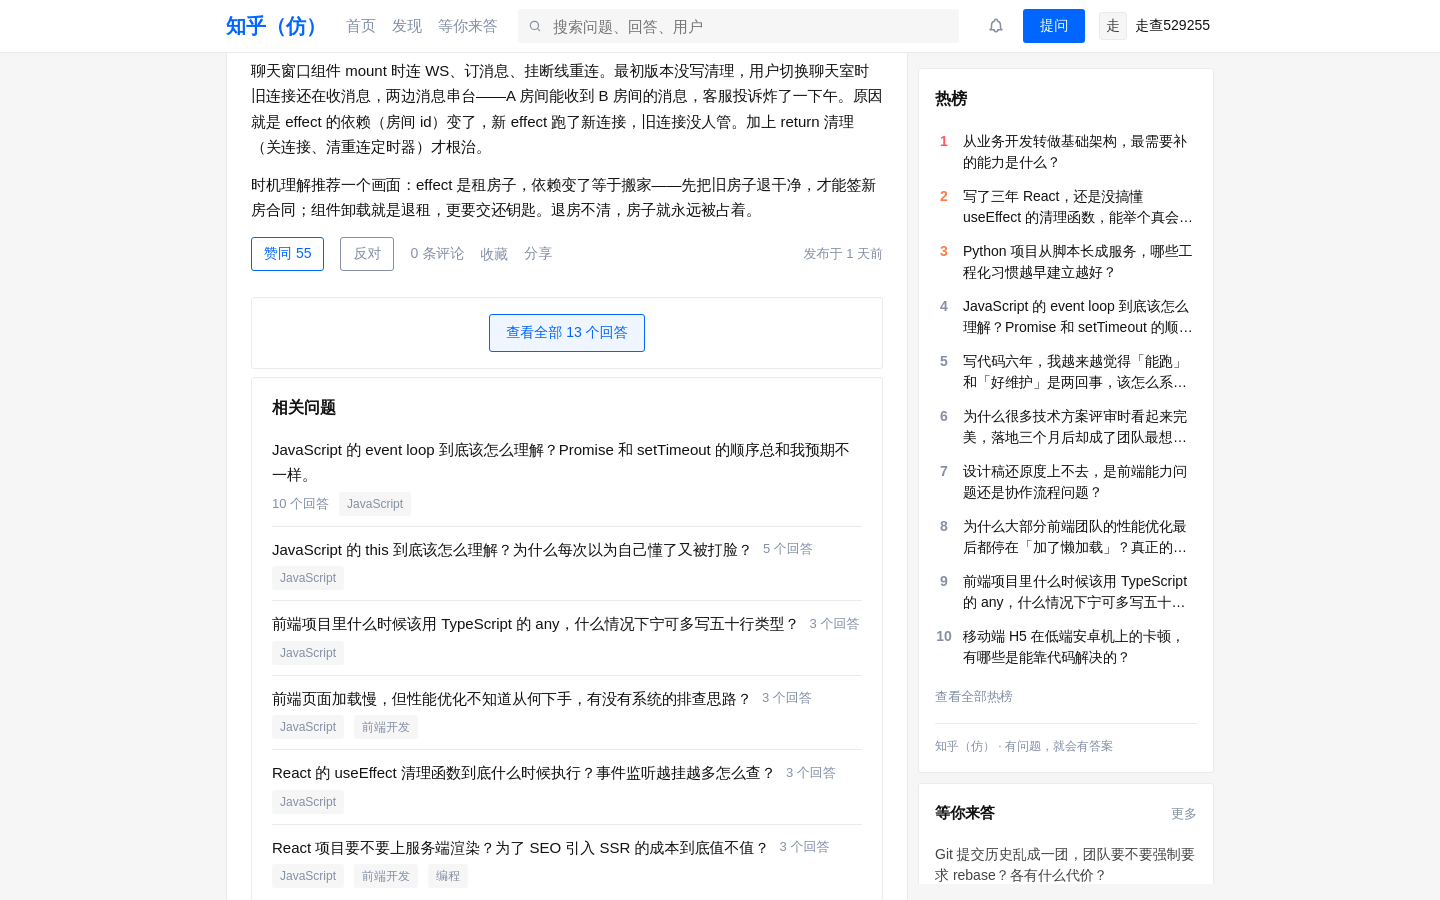 知乎（仿）
首页 发现 等你来答
搜索问题、回答、用户
提问
走 走查529255
聊天窗口组件 mount 时连 WS、订消息、挂断线重连。最初版本没写清理，用户切换聊天室时
旧连接还在收消息，两边消息串台——A 房间能收到 B 房间的消息，客服投诉炸了一下午。原因
就是 effect 的依赖（房间 id）变了，新 effect 跑了新连接，旧连接没人管。加上 return 清理
（关连接、清重连定时器）才根治。
时机理解推荐一个画面：effect 是租房子，依赖变了等于搬家——先把旧房子退干净，才能签新
房合同；组件卸载就是退租，更要交还钥匙。退房不清，房子就永远被占着。
赞同 55 反对 0 条评论 收藏 分享 发布于 1 天前
查看全部 13 个回答
相关问题
JavaScript 的 event loop 到底该怎么理解？Promise 和 setTimeout 的顺序总和我预期不
一样。
10 个回答 JavaScript
JavaScript 的 this 到底该怎么理解？为什么每次以为自己懂了又被打脸？ 5 个回答
JavaScript
前端项目里什么时候该用 TypeScript 的 any，什么情况下宁可多写五十行类型？ 3 个回答
JavaScript
前端页面加载慢，但性能优化不知道从何下手，有没有系统的排查思路？ 3 个回答
JavaScript 前端开发
React 的 useEffect 清理函数到底什么时候执行？事件监听越挂越多怎么查？ 3 个回答
JavaScript
React 项目要不要上服务端渲染？为了 SEO 引入 SSR 的成本到底值不值？ 3 个回答
JavaScript 前端开发 编程
热榜
1 从业务开发转做基础架构，最需要补
的能力是什么？
2 写了三年 React，还是没搞懂
useEffect 的清理函数，能举个真会…
3 Python 项目从脚本长成服务，哪些工
程化习惯越早建立越好？
4 JavaScript 的 event loop 到底该怎么
理解？Promise 和 setTimeout 的顺…
5 写代码六年，我越来越觉得「能跑」
和「好维护」是两回事，该怎么系…
6 为什么很多技术方案评审时看起来完
美，落地三个月后却成了团队最想…
7 设计稿还原度上不去，是前端能力问
题还是协作流程问题？
8 为什么大部分前端团队的性能优化最
后都停在「加了懒加载」？真正的…
9 前端项目里什么时候该用 TypeScript
的 any，什么情况下宁可多写五十…
10 移动端 H5 在低端安卓机上的卡顿，
有哪些是能靠代码解决的？
查看全部热榜
知乎（仿） · 有问题，就会有答案
等你来答 更多
Git 提交历史乱成一团，团队要不要强制要
求 rebase？各有什么代价？